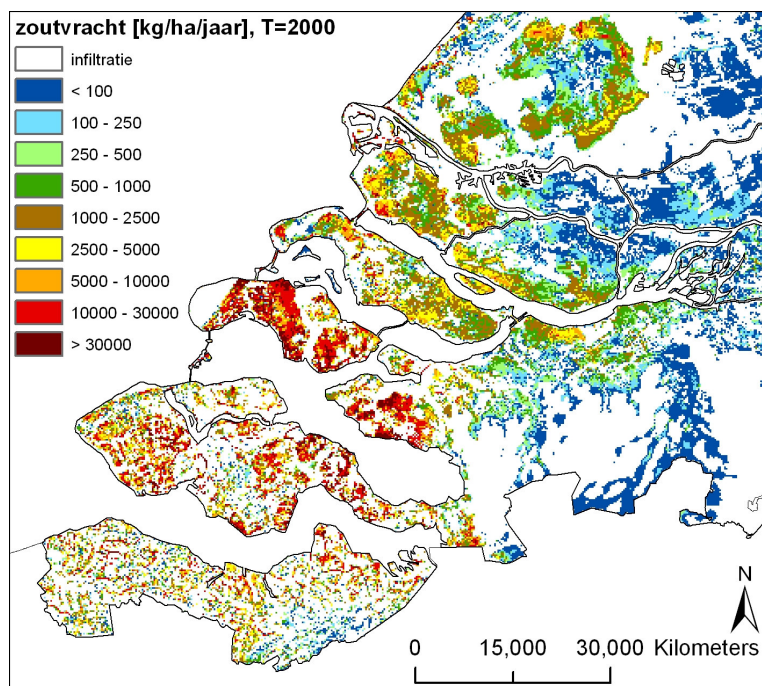 zoutvracht [kg/ha/jaar], T=2000
infiltratie
< 100
100 - 250
250 - 500
500 - 1000
1000 - 2500
2500 - 5000
5000 - 10000
10000 - 30000
> 30000
N
0 15,000 30,000 Kilometers